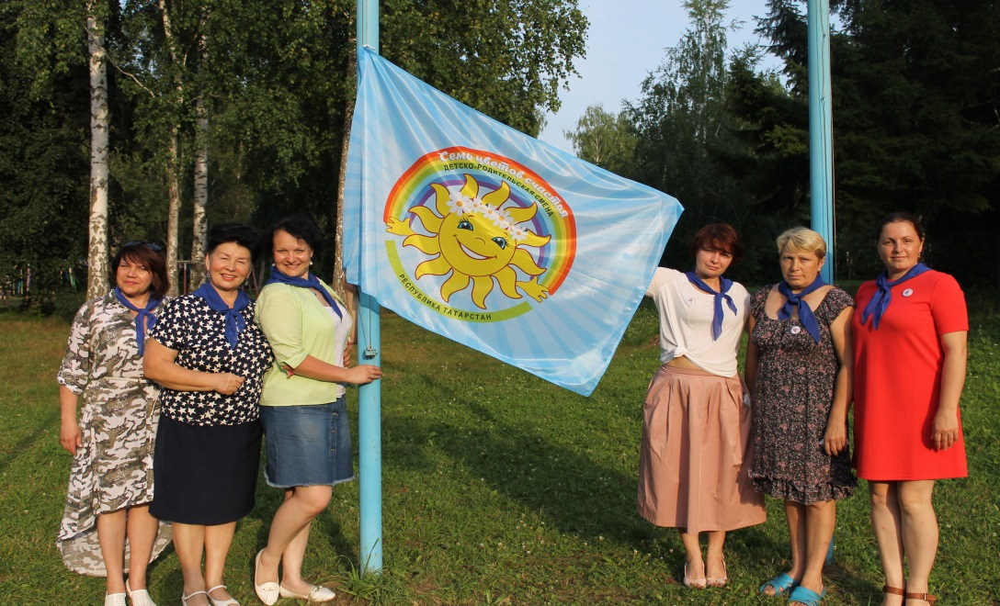 Семь цветов счастья
ДЕТСКО-РОДИТЕЛЬСКАЯ СМЕНА
РЕСПУБЛИКА ТАТАРСТАН